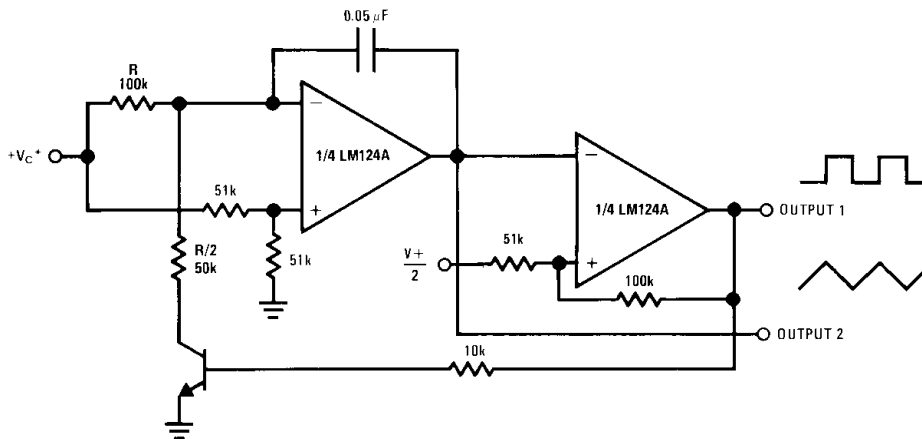 0.05 μF
R
100k
+V_C*
51k
51k
R/2
50k
−
+
1/4 LM124A
V+
2
51k
−
+
1/4 LM124A
100k
10k
OUTPUT 1
OUTPUT 2